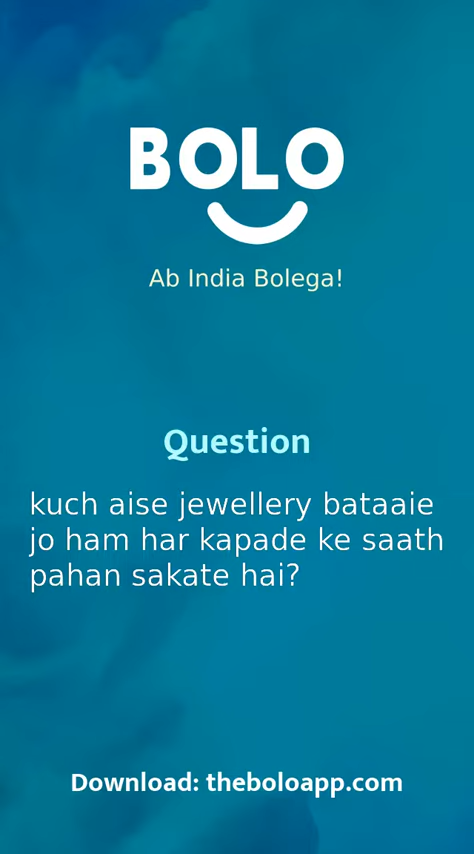 BOLO
Ab India Bolega!
Question
kuch aise jewellery bataaie
jo ham har kapade ke saath
pahan sakate hai?
Download: theboloapp.com